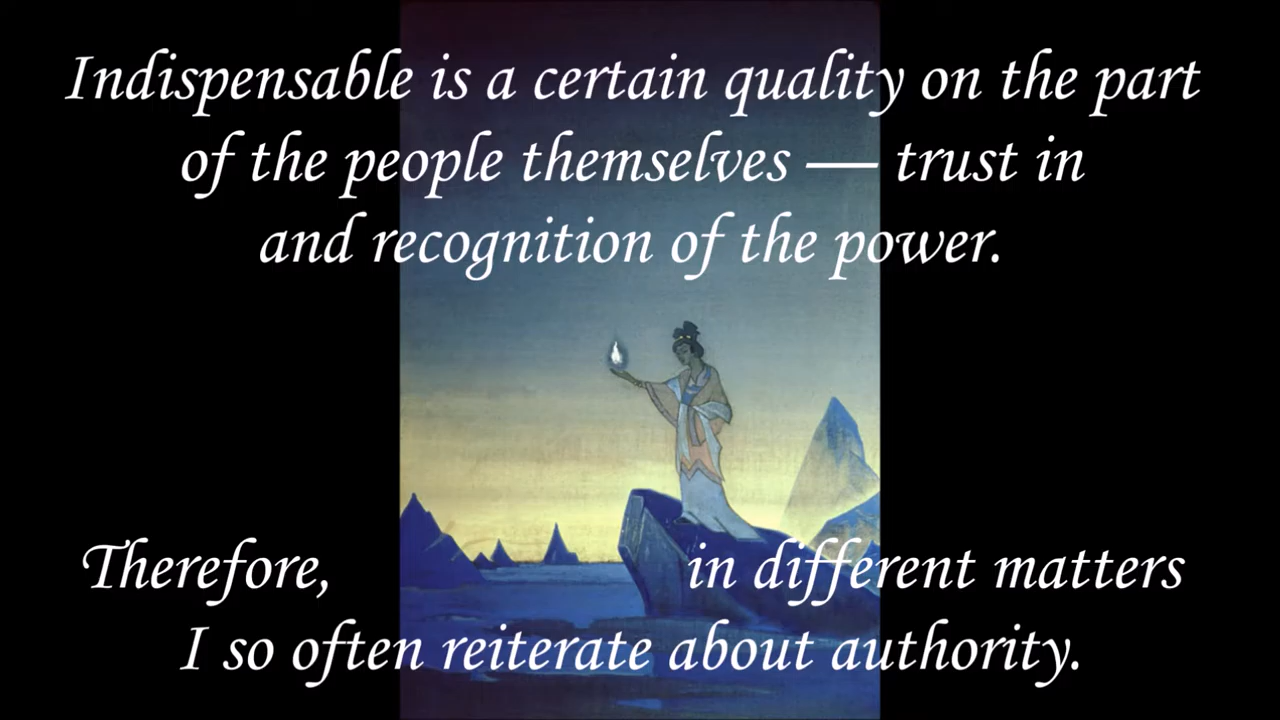 Indispensable is a certain quality on the part
of the people themselves — trust in
and recognition of the power.
Therefore, in different matters
I so often reiterate about authority.